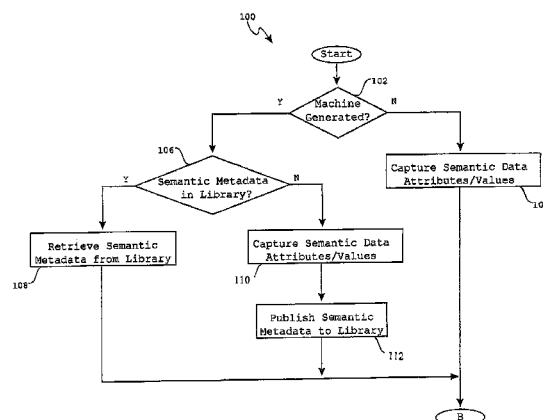 100
Start
102
Y
Machine
Generated?
N
106
Y
Semantic Metadata
in Library?
N
Capture Semantic Data
Attributes/Values
10
Retrieve Semantic
Metadata from Library
108
Capture Semantic Data
Attributes/Values
110
Publish Semantic
Metadata to Library
112
B